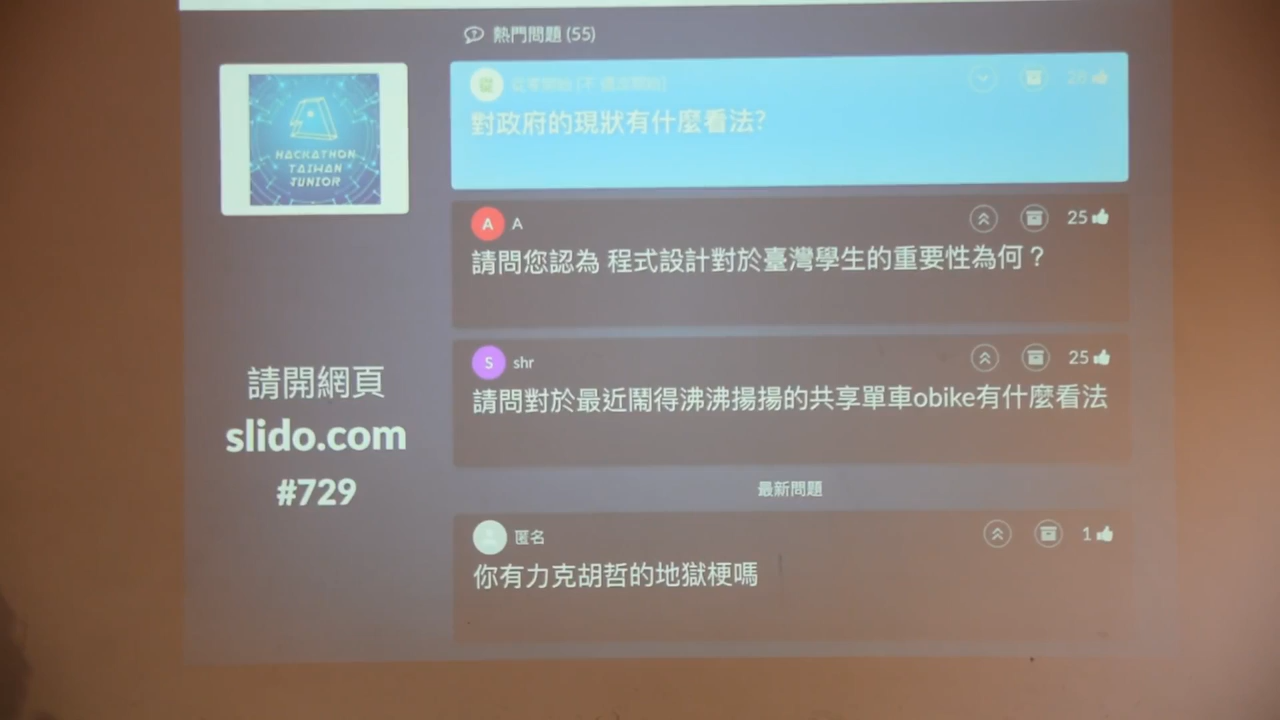 熱門問題 (55)
HACKATHON
TAIWAN
JUNIOR
28
對政府的現狀有什麼看法?
A
A
25
請問您認為 程式設計對於臺灣學生的重要性為何?
S
shr
25
請問對於最近鬧得沸沸揚揚的共享單車obike有什麼看法
請開網頁
slido.com
#729
最新問題
匿名
1
你有力克胡哲的地獄梗嗎